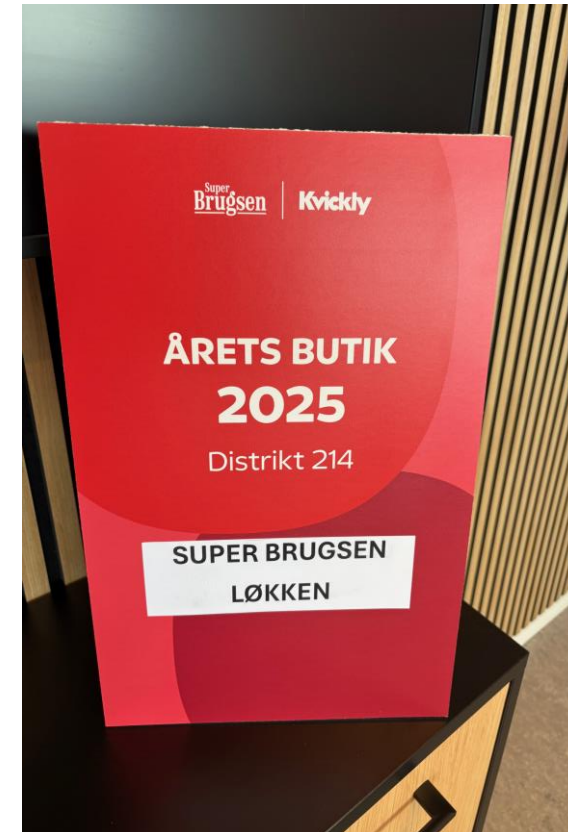 Super
Brugsen | Kvickly
ÅRETS BUTIK
2025
Distrikt 214
SUPER BRUGSEN
LØKKEN